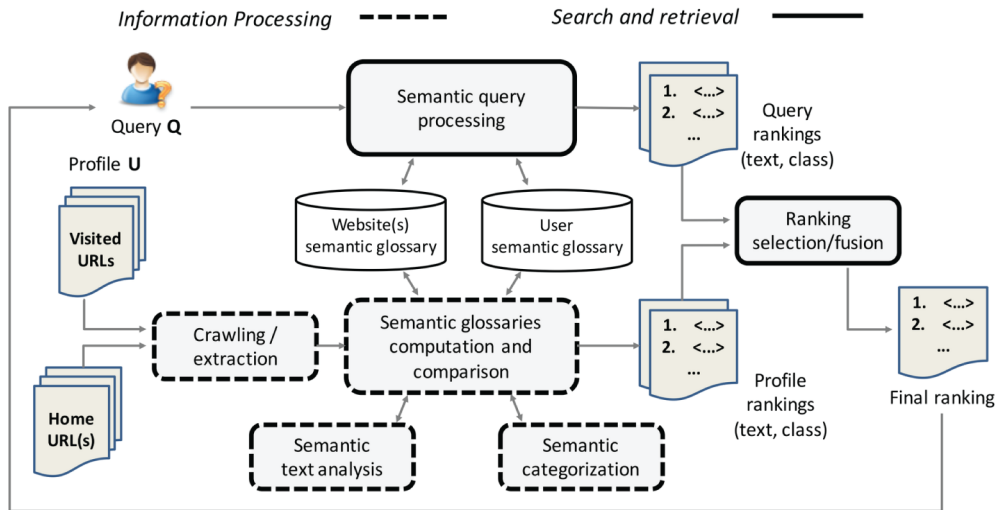 Information Processing
Search and retrieval
Query Q
Semantic query
processing
1. <...>
2. <...>
...
Query
rankings
(text, class)
Profile U
Visited
URLs
Website(s)
semantic glossary
User
semantic glossary
Ranking
selection/fusion
Crawling /
extraction
Semantic glossaries
computation and
comparison
1. <...>
2. <...>
...
Profile
rankings
(text, class)
1. <...>
2. <...>
...
Final ranking
Home
URL(s)
Semantic
text analysis
Semantic
categorization